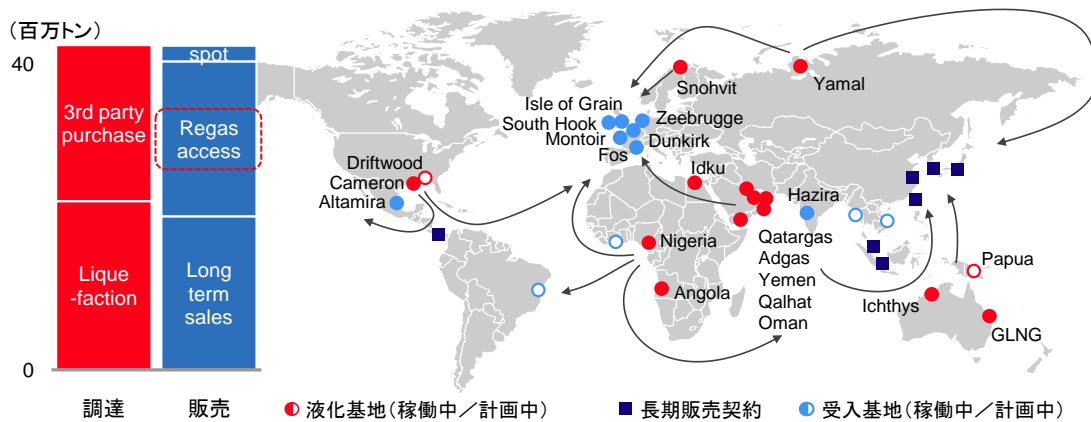 (百万トン)
40
0
spot
3rd party
purchase
Regas
access
Lique
-faction
Long
term
sales
調達
販売
Snohvit
Yamal
Isle of Grain
Zeebrugge
South Hook
Montoir
Dunkirk
Fos
Idku
Driftwood
Cameron
Altamira
Hazira
Nigeria
Angola
Qatargas
Adgas
Yemen
Qalhat
Oman
Papua
Ichthys
GLNG
液化基地(稼働中/計画中)
長期販売契約
受入基地(稼働中/計画中)